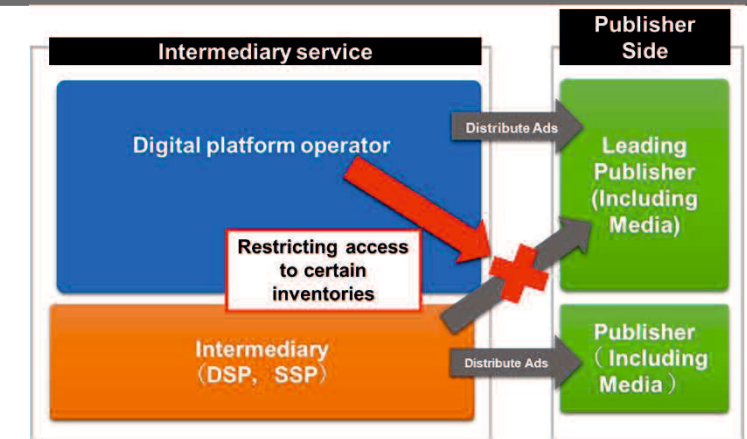 Intermediary service
Publisher
Side
Digital platform operator
Distribute Ads
Leading
Publisher
(Including
Media)
Restricting access
to certain
inventories
Intermediary
（DSP，SSP）
Distribute Ads
Publisher
（Including
Media）